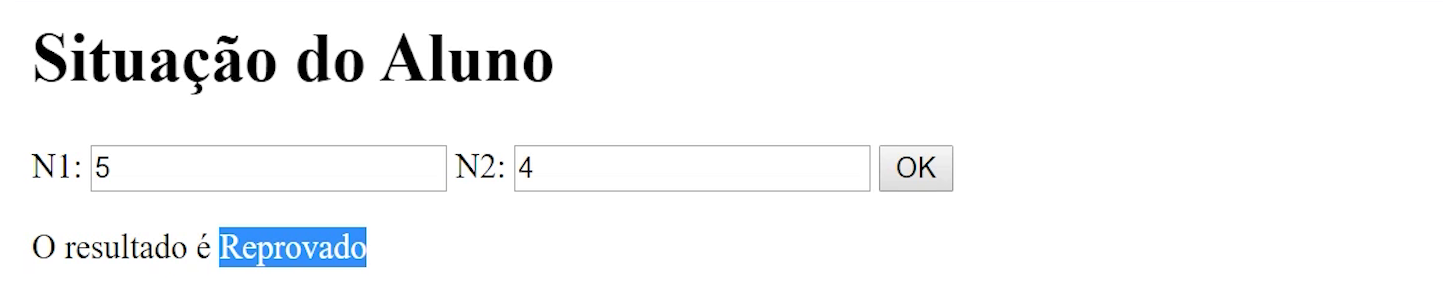 Situação do Aluno
N1: 5 N2: 4 OK
O resultado é Reprovado